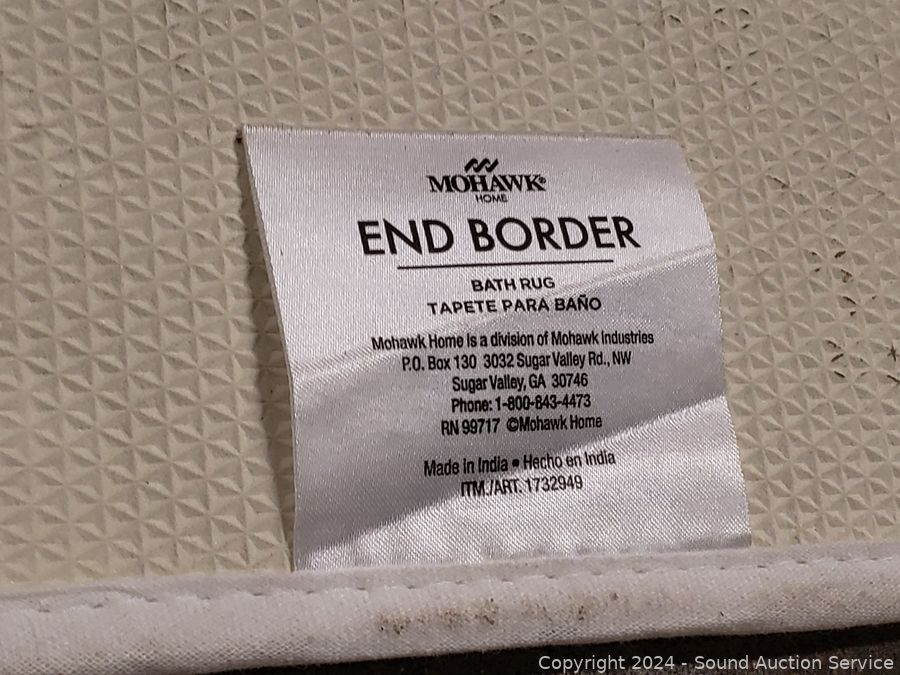 MOHAWK®
HOME
END BORDER
BATH RUG
TAPETE PARA BAÑO
Mohawk Home is a division of Mohawk Industries
P.O. Box 130 3032 Sugar Valley Rd., NW
Sugar Valley, GA 30746
Phone: 1-800-843-4473
RN 99717 ©Mohawk Home
Made in India • Hecho en India
ITM./ART. 1732949
Copyright 2024 - Sound Auction Service